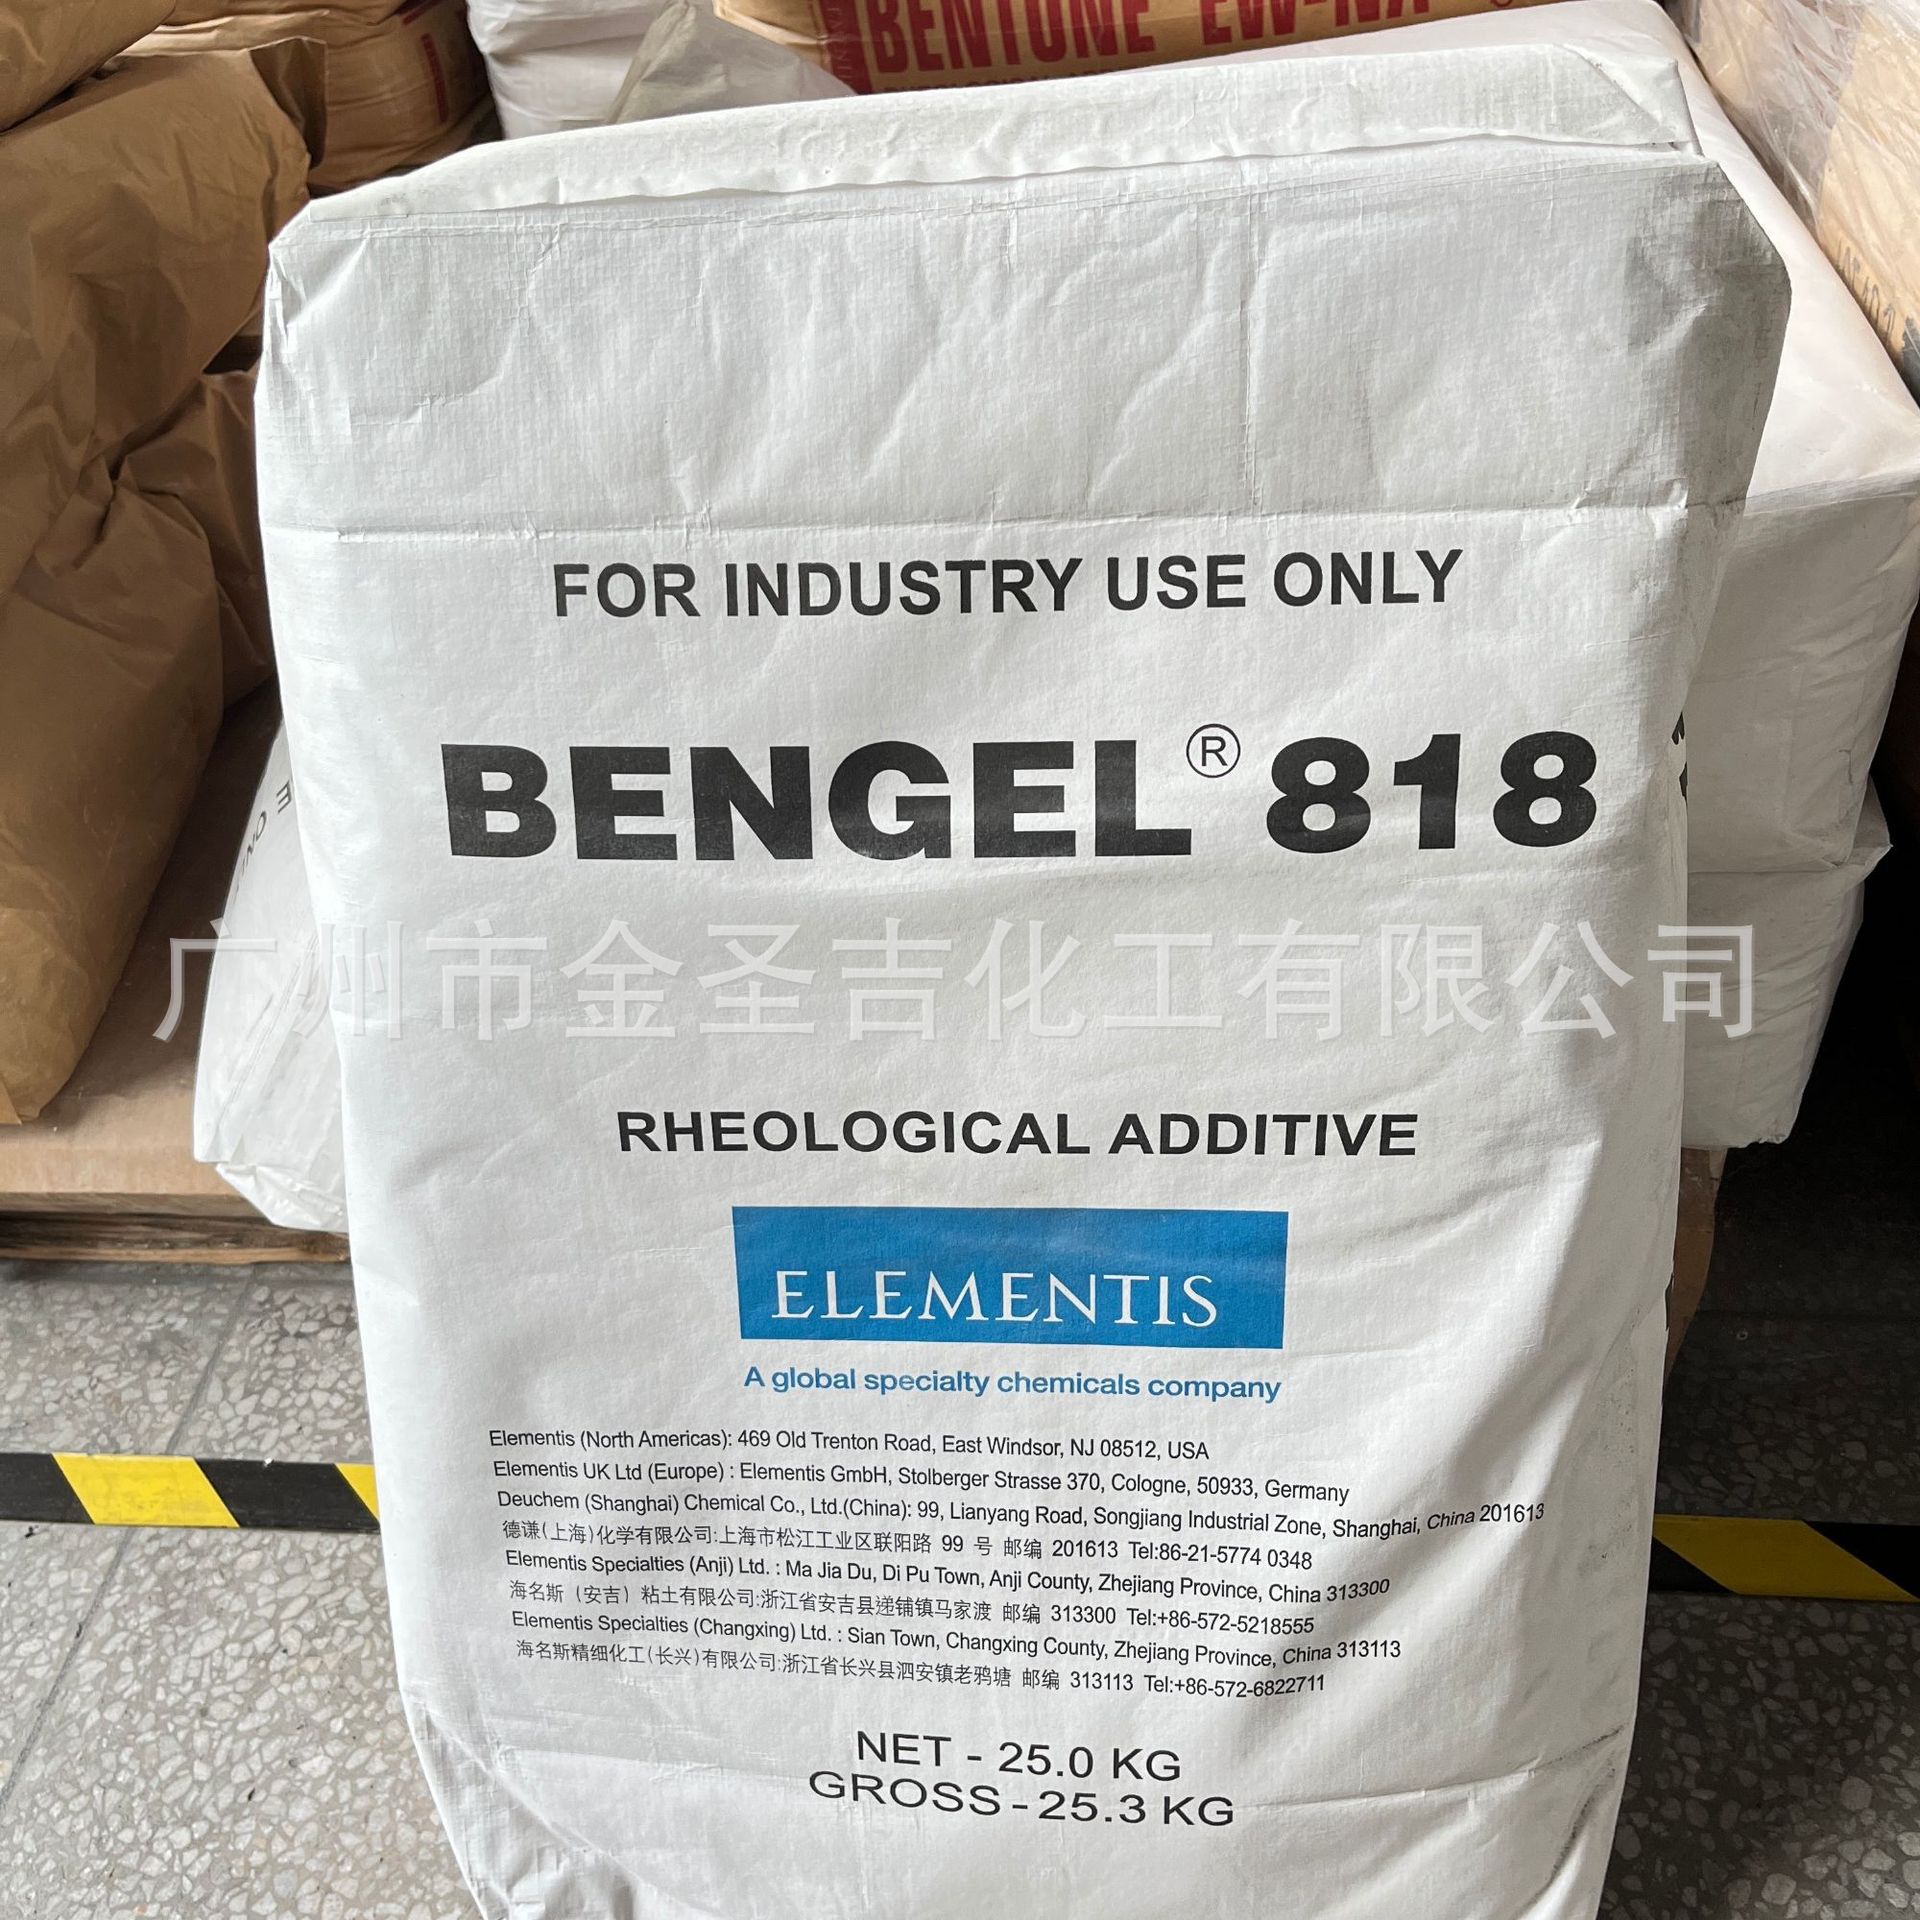 BENTONE EW-NA
FOR INDUSTRY USE ONLY
BENGEL® 818
广州市金圣吉化工有限公司
RHEOLOGICAL ADDITIVE
ELEMENTIS
A global specialty chemicals company
Elementis (North Americas): 469 Old Trenton Road, East Windsor, NJ 08512, USA
Elementis UK Ltd (Europe) : Elementis GmbH, Stolberger Strasse 370, Cologne, 50933, Germany
Deuchem (Shanghai) Chemical Co., Ltd.(China): 99, Lianyang Road, Songjiang Industrial Zone, Shanghai, China 201613
德谦(上海)化学有限公司:上海市松江工业区联阳路 99 号 邮编 201613 Tel:86-21-5774 0348
Elementis Specialties (Anji) Ltd. : Ma Jia Du, Di Pu Town, Anji County, Zhejiang Province, China 313300
海名斯（安吉）粘土有限公司:浙江省安吉县递铺镇马家渡 邮编 313300 Tel:+86-572-5218555
Elementis Specialties (Changxing) Ltd. : Sian Town, Changxing County, Zhejiang Province, China 313113
海名斯精细化工(长兴)有限公司:浙江省长兴县泗安镇老鸦塘 邮编 313113 Tel:+86-572-6822711
NET - 25.0 KG
GROSS - 25.3 KG